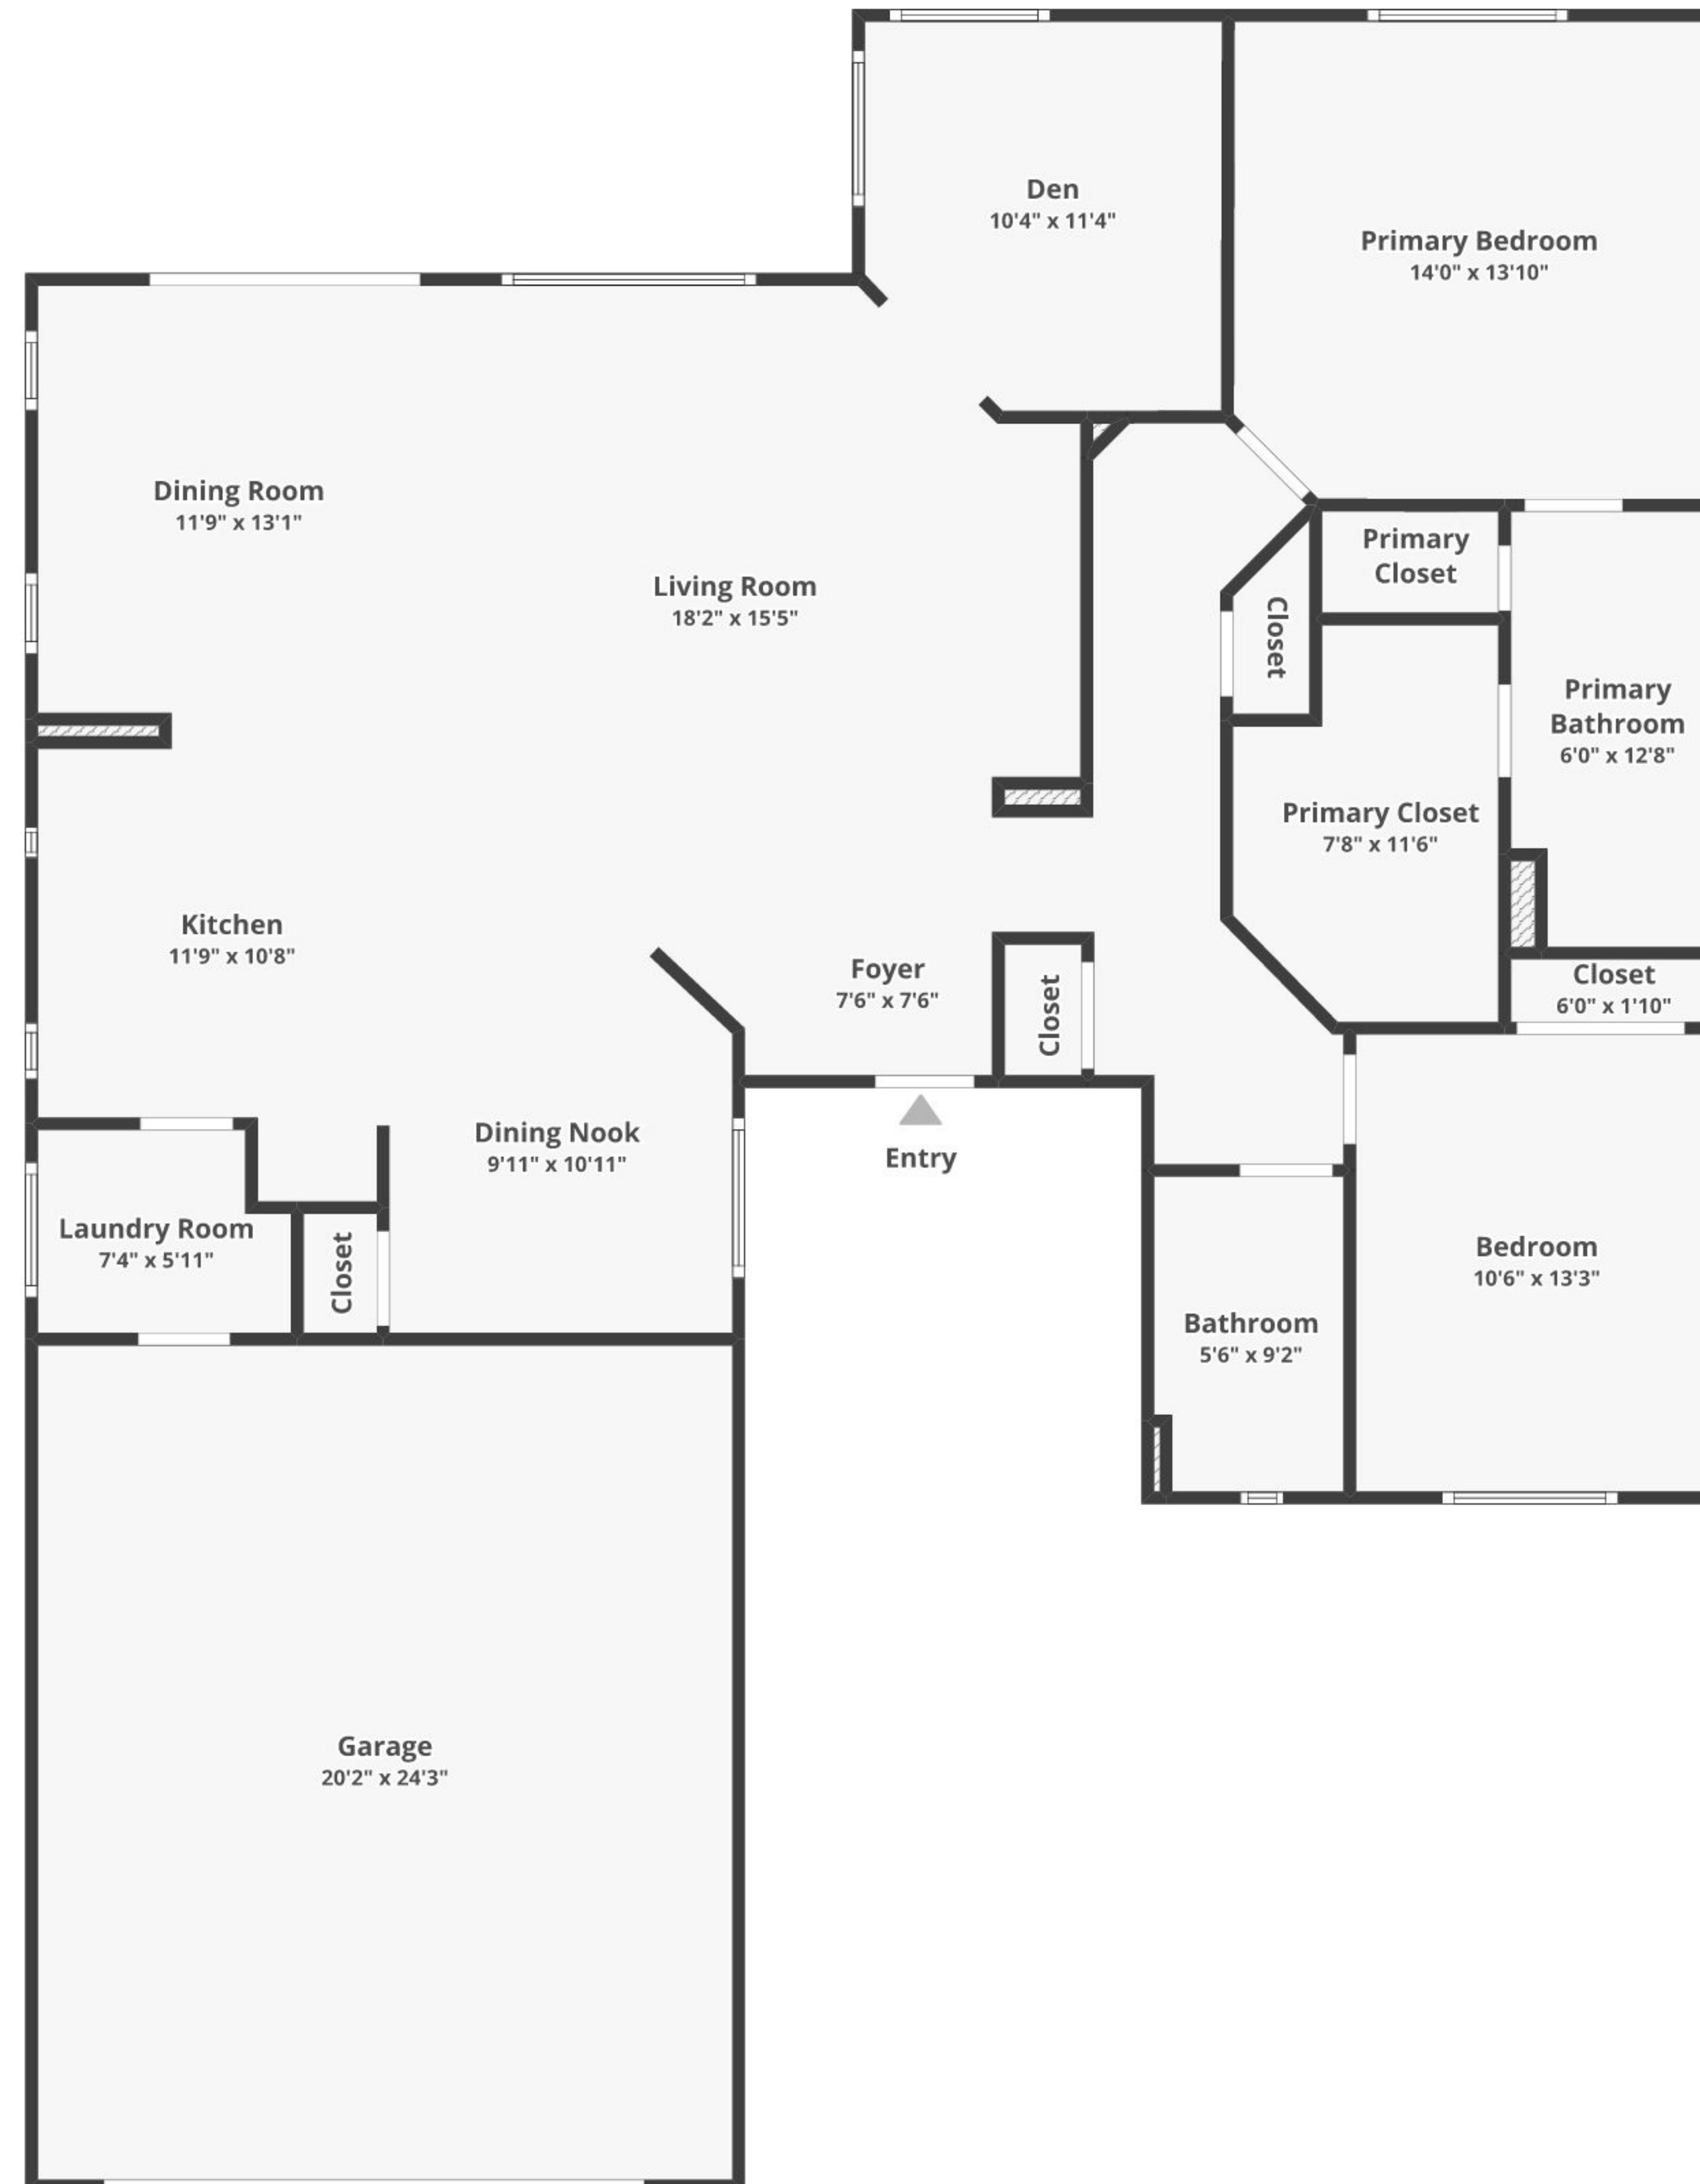 Den
10'4" x 11'4"
Primary Bedroom
14'0" x 13'10"
Dining Room
11'9" x 13'1"
Living Room
18'2" x 15'5"
Primary
Closet
Closet
Primary
Bathroom
6'0" x 12'8"
Primary Closet
7'8" x 11'6"
Kitchen
11'9" x 10'8"
Foyer
7'6" x 7'6"
Closet
Closet
6'0" x 1'10"
Dining Nook
9'11" x 10'11"
Entry
Laundry Room
7'4" x 5'11"
Closet
Bedroom
10'6" x 13'3"
Bathroom
5'6" x 9'2"
Garage
20'2" x 24'3"